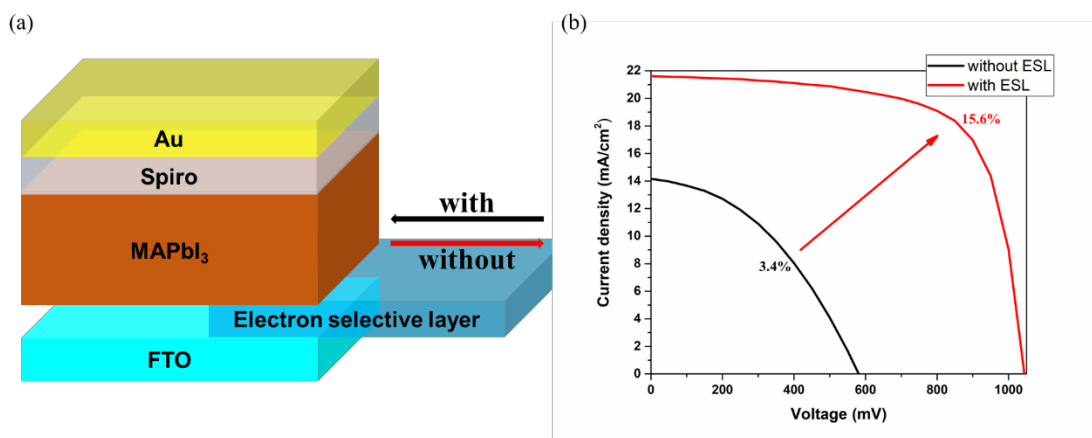 (a)
Au
Spiro
MAPbI₃
with
without
Electron selective layer
FTO
(b)
without ESL
with ESL
15.6%
3.4%
Current density (mA/cm²)
22
20
18
16
14
12
10
8
6
4
2
0
0 200 400 600 800 1000
Voltage (mV)